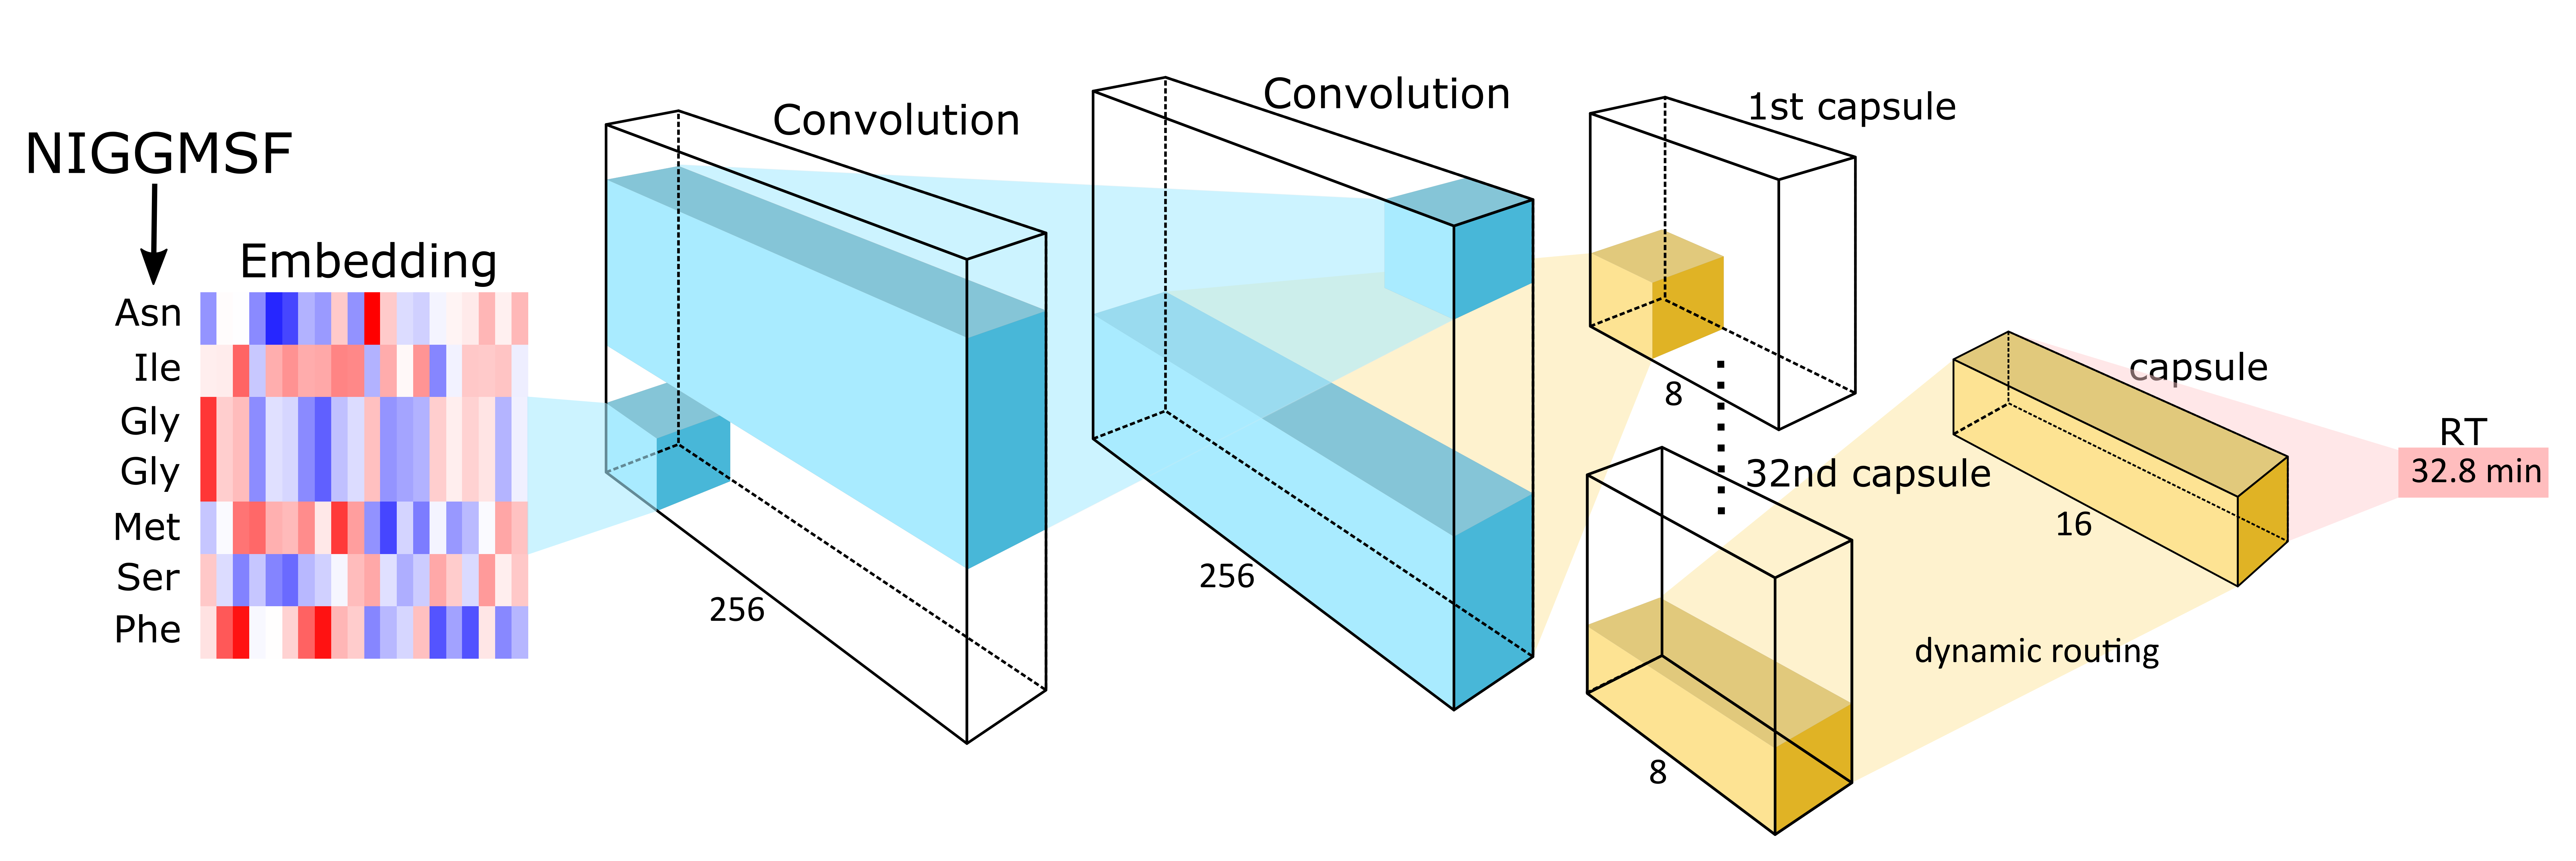 NIGGMSF
Embedding
Asn
Ile
Gly
Gly
Met
Ser
Phe
Convolution
256
Convolution
256
1st capsule
8
32nd capsule
8
dynamic routing
capsule
16
RT
32.8 min